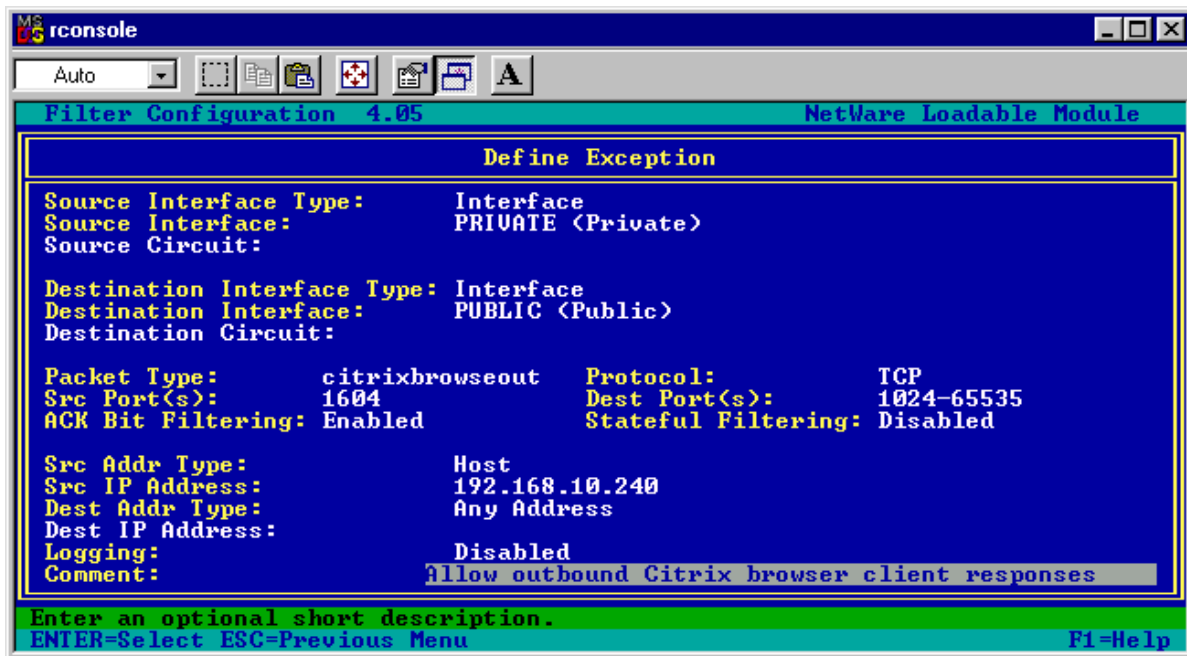 MS DOS rconsole
Auto A
Filter Configuration 4.05 NetWare Loadable Module
Define Exception
Source Interface Type: Interface
Source Interface: PRIVATE (Private)
Source Circuit:
Destination Interface Type: Interface
Destination Interface: PUBLIC (Public)
Destination Circuit:
Packet Type: citrixbrowseout Protocol: TCP
Src Port(s): 1604 Dest Port(s): 1024-65535
ACK Bit Filtering: Enabled Stateful Filtering: Disabled
Src Addr Type: Host
Src IP Address: 192.168.10.240
Dest Addr Type: Any Address
Dest IP Address:
Logging: Disabled
Comment: Allow outbound Citrix browser client responses
Enter an optional short description.
ENTER=Select ESC=Previous Menu F1=Help